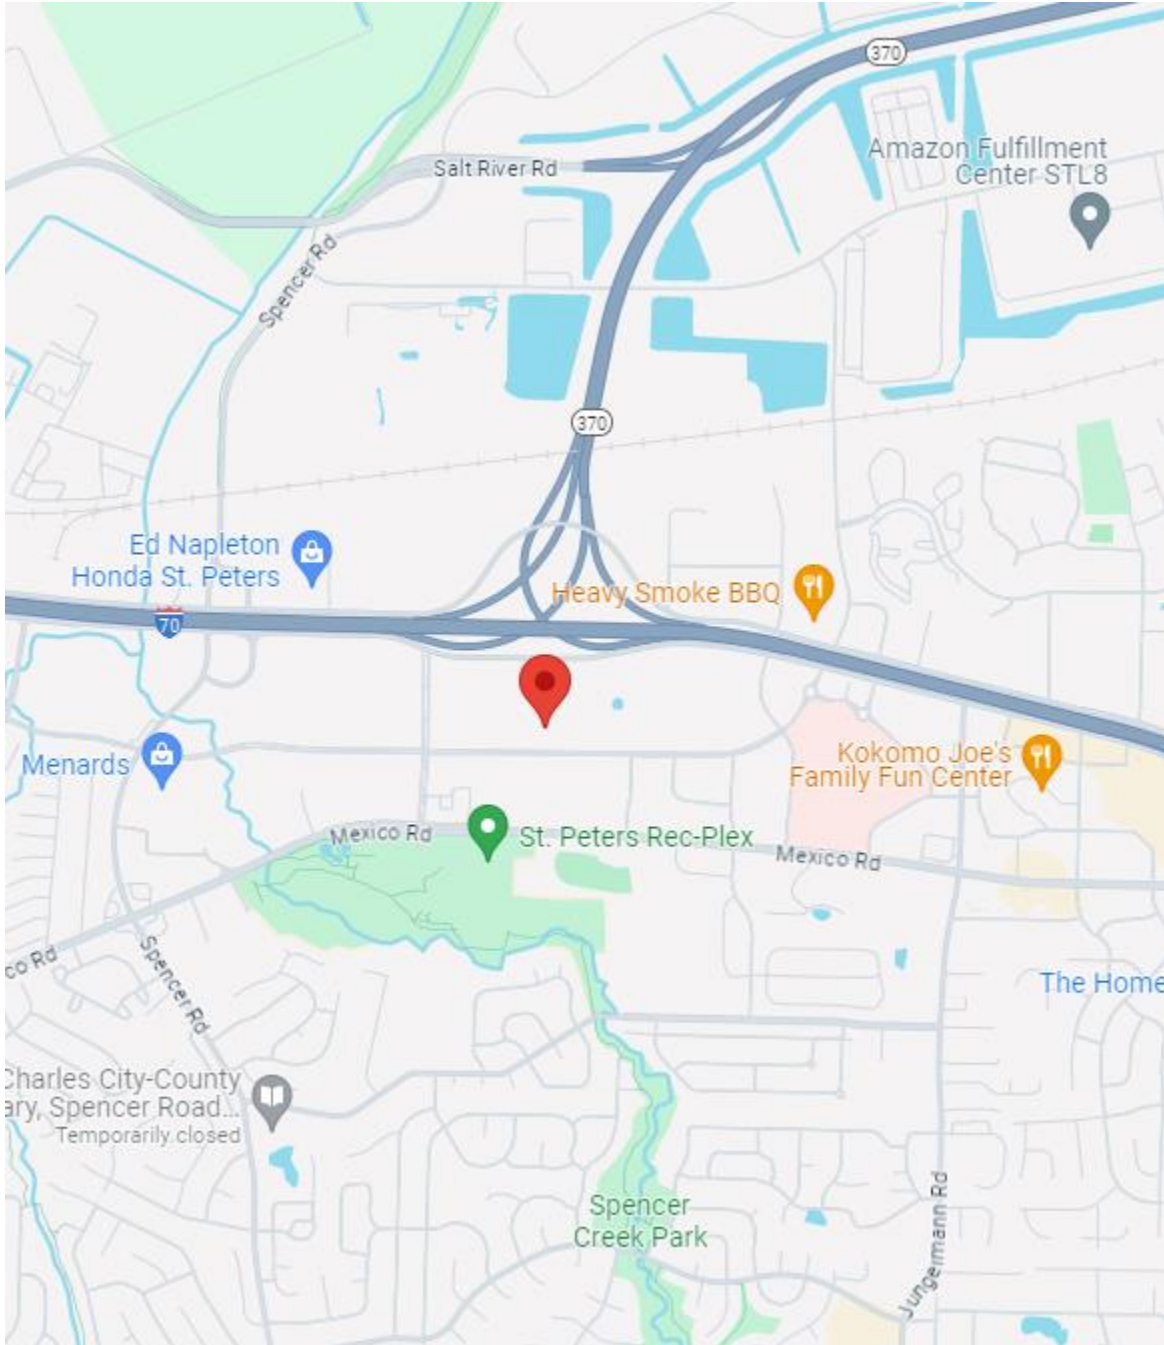 370
Amazon Fulfillment
Center STL8
Salt River Rd
Spencer Rd
370
Ed Napleton
Honda St. Peters
Heavy Smoke BBQ
70
Menards
Kokomo Joe's
Family Fun Center
Mexico Rd
St. Peters Rec-Plex
Mexico Rd
co Rd
Spencer Rd
The Home
Charles City-County
ary, Spencer Road...
Temporarily closed
Spencer
Creek Park
Jungermann Rd